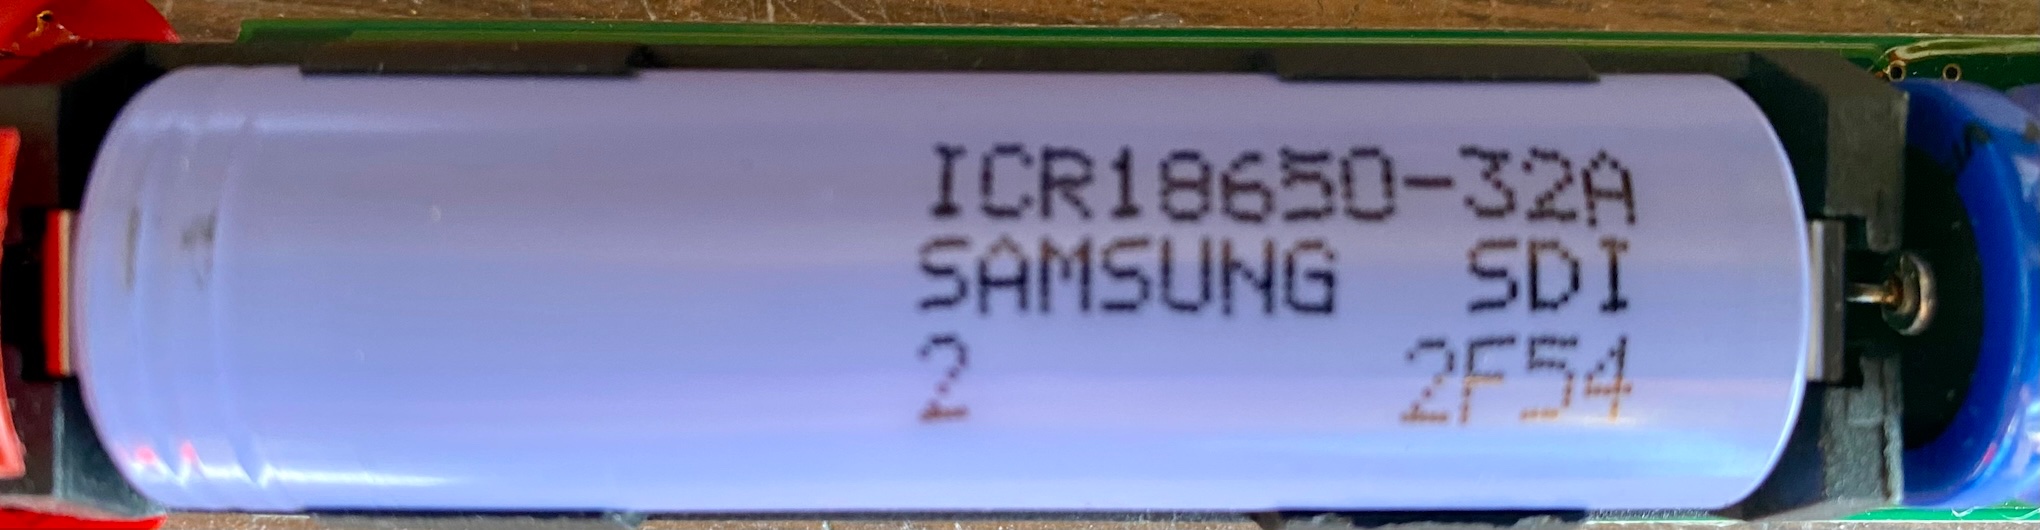 ICR18650-32A
SAMSUNG SDI
2 2F54